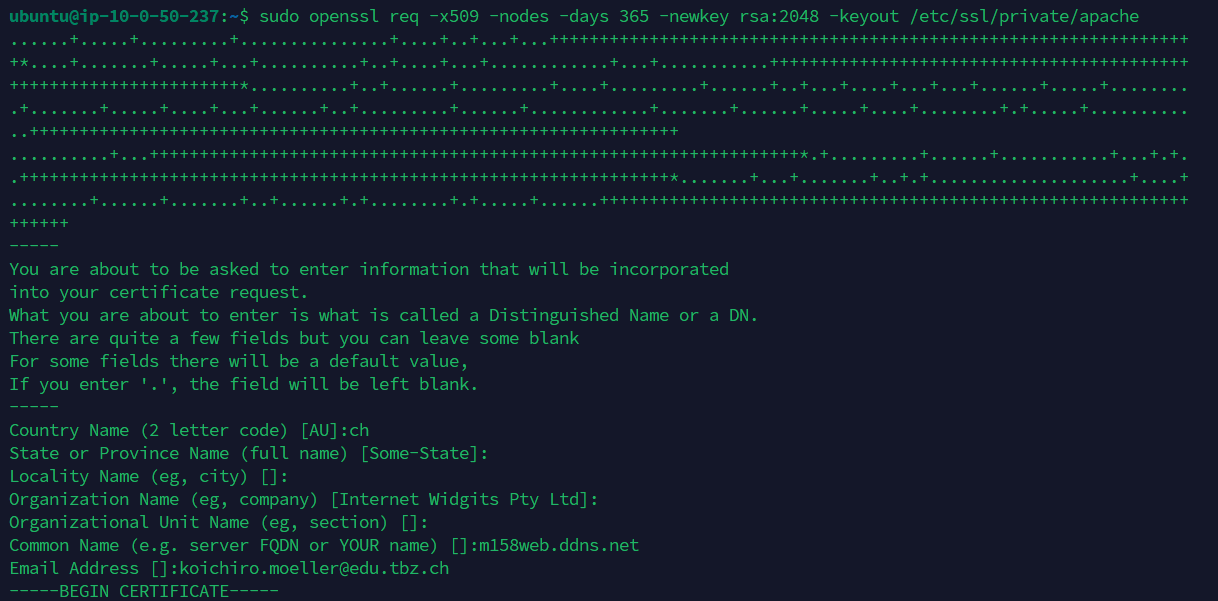 ubuntu@ip-10-0-50-237:~$ sudo openssl req -x509 -nodes -days 365 -newkey rsa:2048 -keyout /etc/ssl/private/apache
......+.....+.........+...............+....+..+...+...++++++++++++++++++++++++++++++++++++++++++++++++++++++++++++++++
+*....+.......+.....+...+..........+..+....+...+............+...+...........++++++++++++++++++++++++++++++++++++++++++
+++++++++++++++++++++++*..........+..+......+.........+....+.........+......+..+...+....+...+...+......+.....+........
.+.......+.....+....+...+......+..+.........+......+............+.......+......+.....+....+........+.+.....+..........
..+++++++++++++++++++++++++++++++++++++++++++++++++++++++++++++++++
..........+...+++++++++++++++++++++++++++++++++++++++++++++++++++++++++++++++++*.+.........+......+...........+...+.+.
.+++++++++++++++++++++++++++++++++++++++++++++++++++++++++++++++++*.......+...+.......+..+.+....................+....+
........+......+.......+..+......+.+........+.+.....+......+++++++++++++++++++++++++++++++++++++++++++++++++++++++++++
++++++
-----
You are about to be asked to enter information that will be incorporated
into your certificate request.
What you are about to enter is what is called a Distinguished Name or a DN.
There are quite a few fields but you can leave some blank
For some fields there will be a default value,
If you enter '.', the field will be left blank.
-----
Country Name (2 letter code) [AU]:ch
State or Province Name (full name) [Some-State]:
Locality Name (eg, city) []:
Organization Name (eg, company) [Internet Widgits Pty Ltd]:
Organizational Unit Name (eg, section) []:
Common Name (e.g. server FQDN or YOUR name) []:m158web.ddns.net
Email Address []:koichiro.moeller@edu.tbz.ch
-----BEGIN CERTIFICATE-----